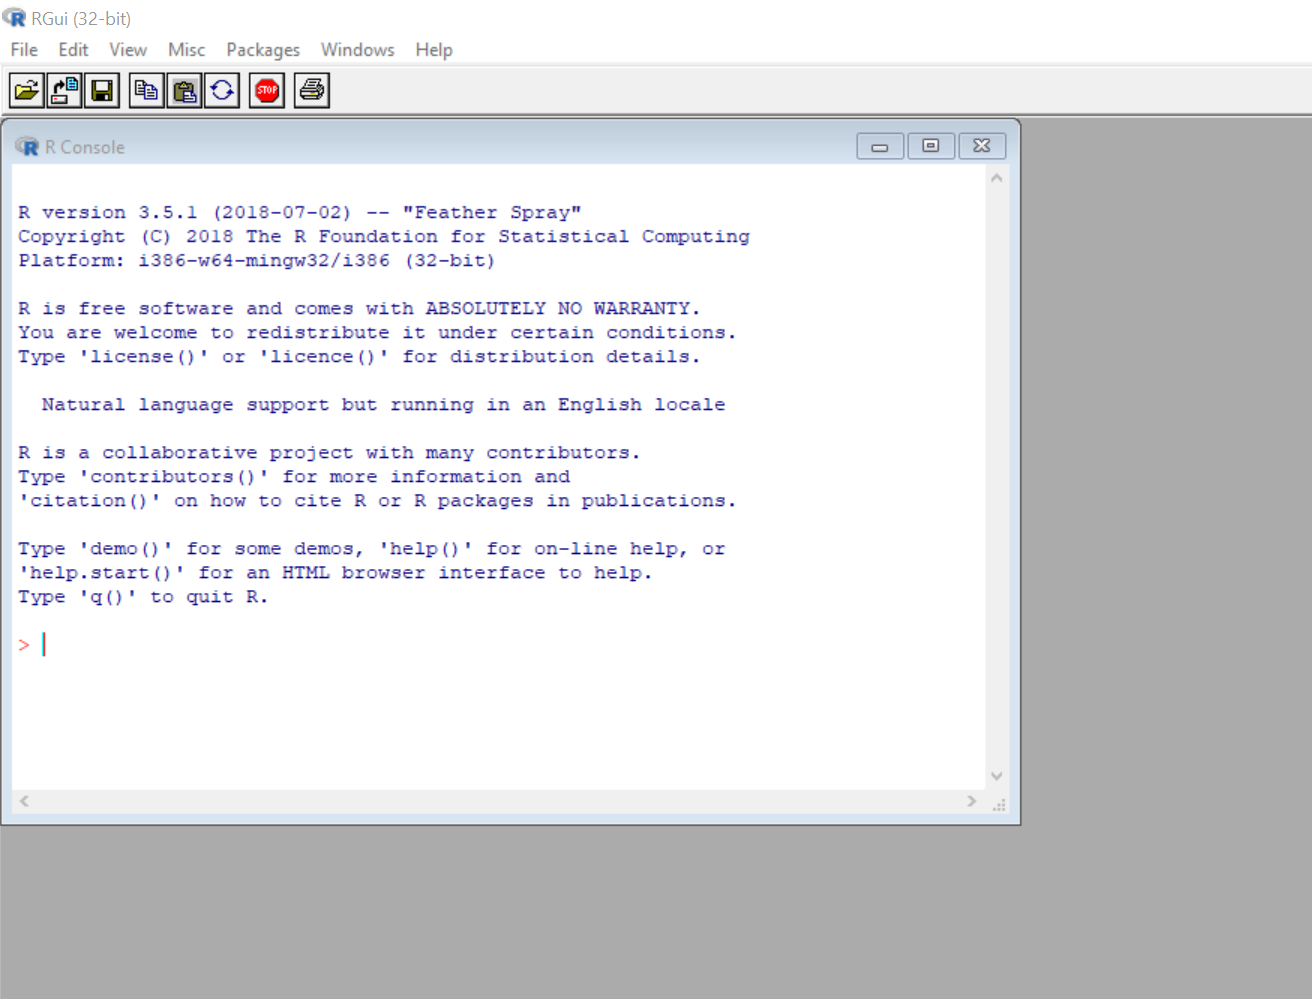 RGui (32-bit)
File Edit View Misc Packages Windows Help
STOP
R Console
R version 3.5.1 (2018-07-02) -- "Feather Spray"
Copyright (C) 2018 The R Foundation for Statistical Computing
Platform: i386-w64-mingw32/i386 (32-bit)
R is free software and comes with ABSOLUTELY NO WARRANTY.
You are welcome to redistribute it under certain conditions.
Type 'license()' or 'licence()' for distribution details.
Natural language support but running in an English locale
R is a collaborative project with many contributors.
Type 'contributors()' for more information and
'citation()' on how to cite R or R packages in publications.
Type 'demo()' for some demos, 'help()' for on-line help, or
'help.start()' for an HTML browser interface to help.
Type 'q()' to quit R.
>